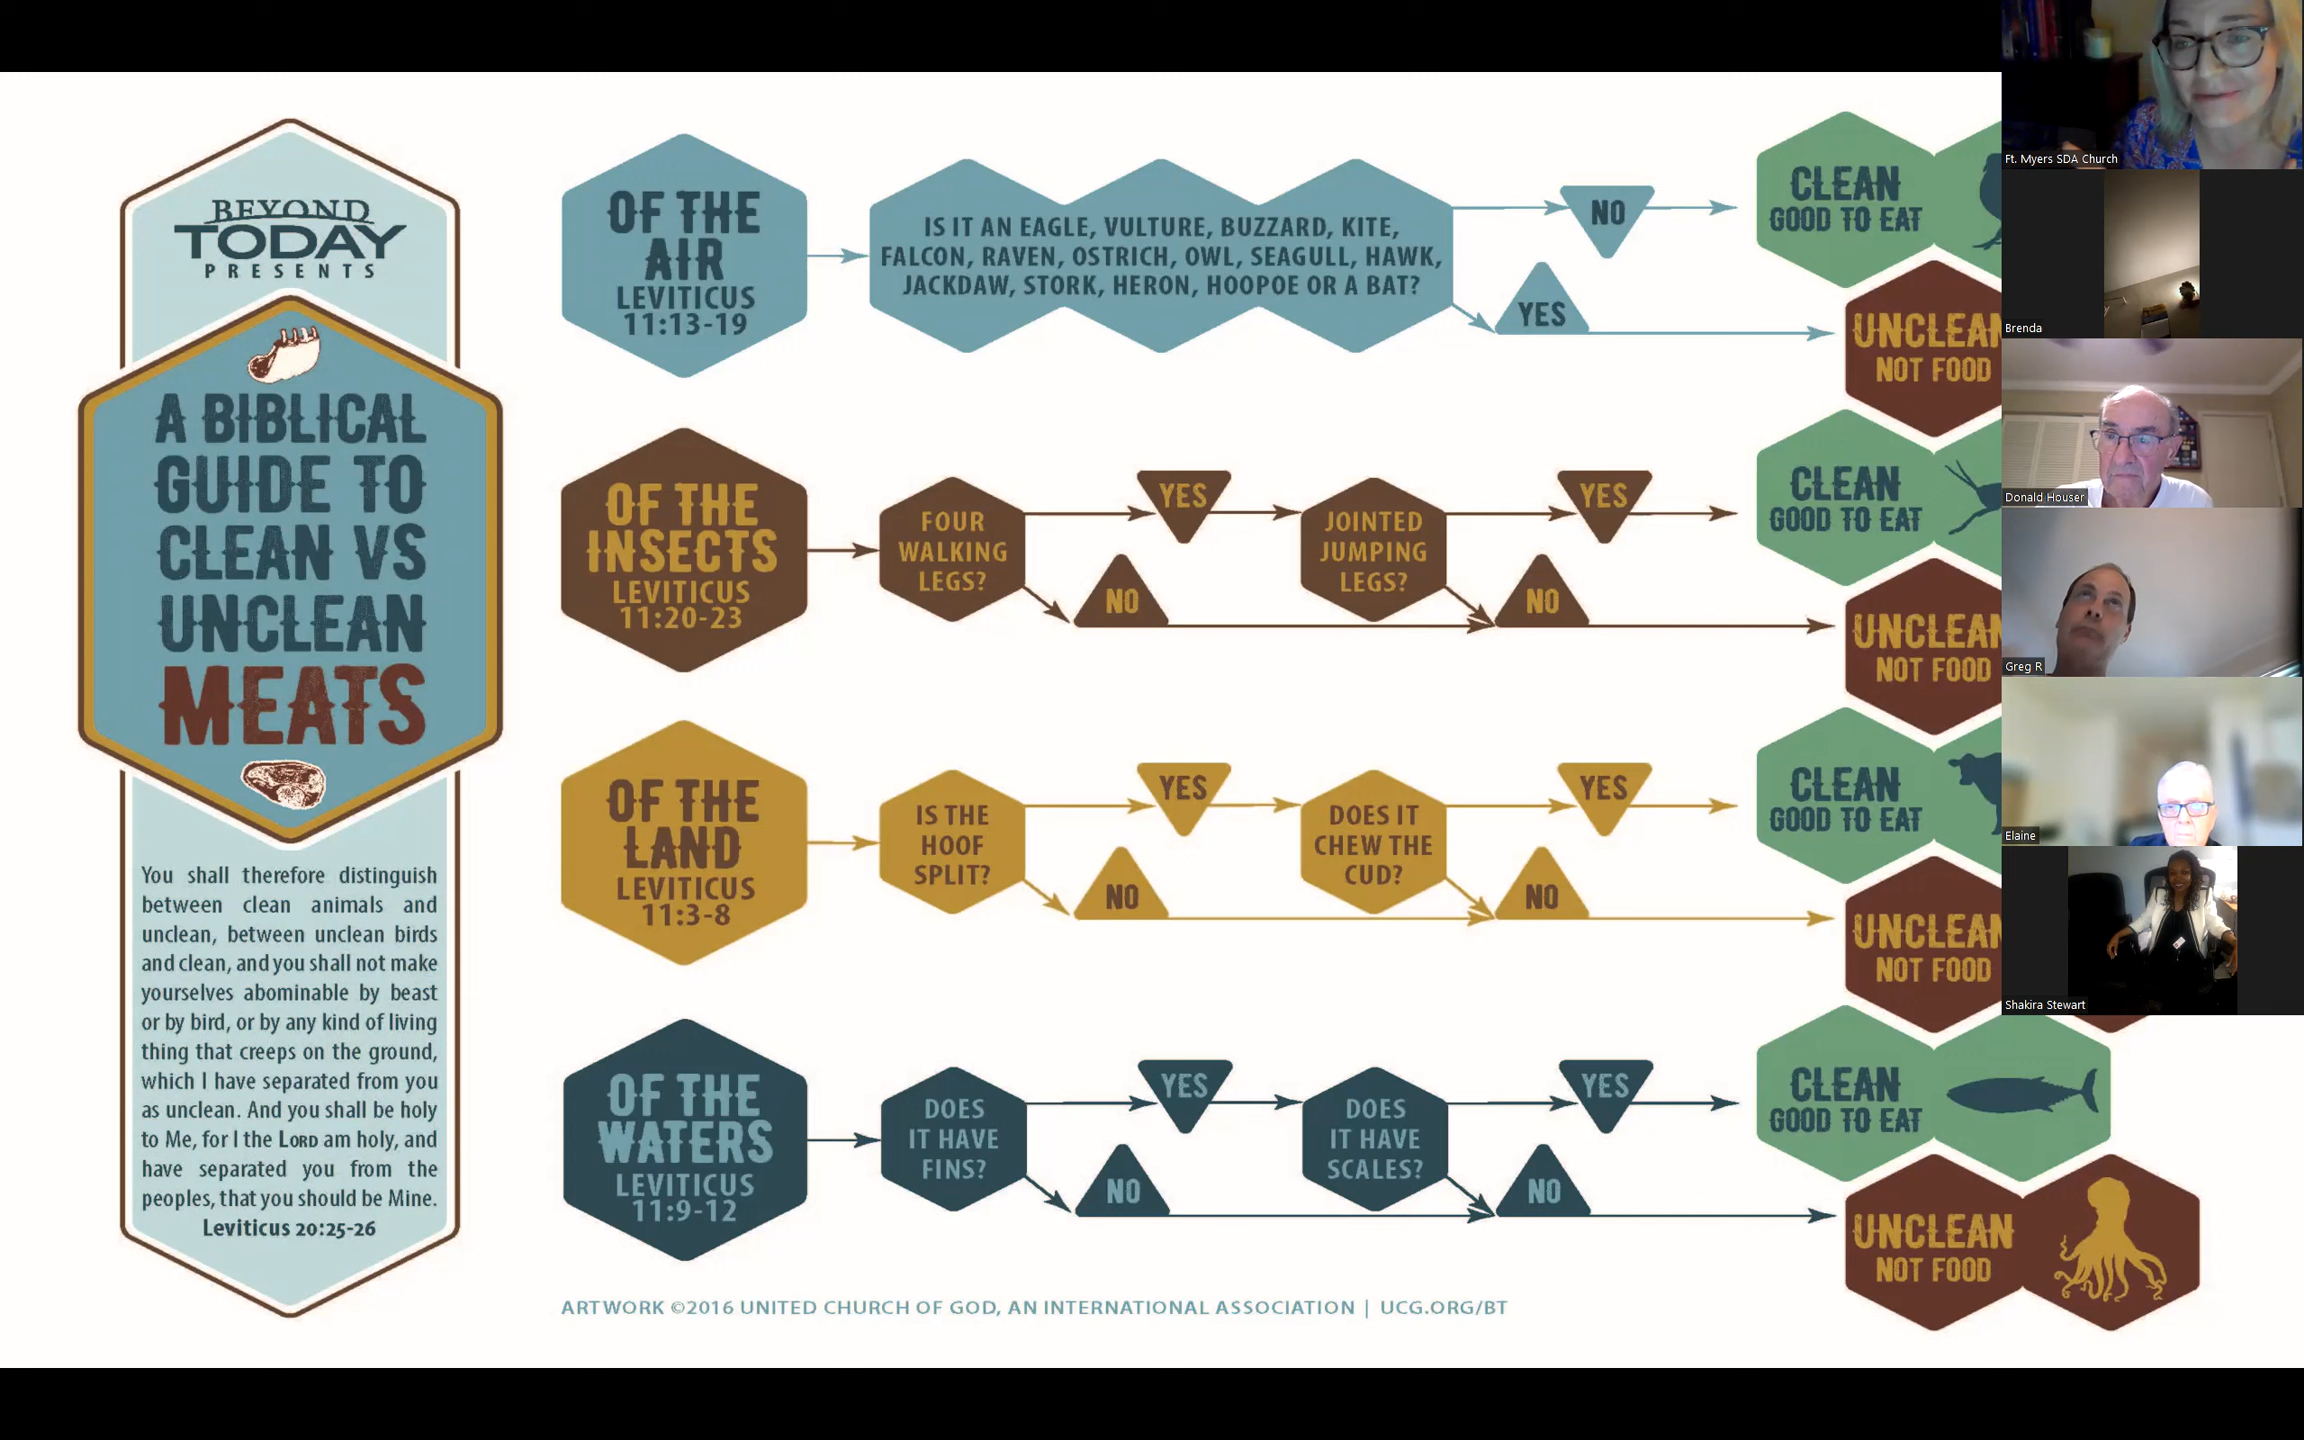 BEYOND
TODAY
PRESENTS
A BIBLICAL
GUIDE TO
CLEAN VS
UNCLEAN
MEATS
You shall therefore distinguish
between clean animals and
unclean, between unclean birds
and clean, and you shall not make
yourselves abominable by beast
or by bird, or by any kind of living
thing that creeps on the ground,
which I have separated from you
as unclean. And you shall be holy
to Me, for I the LORD am holy, and
have separated you from the
peoples, that you should be Mine.
Leviticus 20:25-26
OF THE
AIR
LEVITICUS
11:13-19
IS IT AN EAGLE, VULTURE, BUZZARD, KITE,
FALCON, RAVEN, OSTRICH, OWL, SEAGULL, HAWK,
JACKDAW, STORK, HERON, HOOPOE OR A BAT?
NO
YES
CLEAN
GOOD TO EAT
UNCLEAN
NOT FOOD
OF THE
INSECTS
LEVITICUS
11:20-23
FOUR
WALKING
LEGS?
YES
NO
JOINTED
JUMPING
LEGS?
YES
NO
CLEAN
GOOD TO EAT
UNCLEAN
NOT FOOD
OF THE
LAND
LEVITICUS
11:3-8
IS THE
HOOF
SPLIT?
YES
NO
DOES IT
CHEW THE
CUD?
YES
NO
CLEAN
GOOD TO EAT
UNCLEAN
NOT FOOD
OF THE
WATERS
LEVITICUS
11:9-12
DOES
IT HAVE
FINS?
YES
NO
DOES
IT HAVE
SCALES?
YES
NO
CLEAN
GOOD TO EAT
UNCLEAN
NOT FOOD
ARTWORK ©2016 UNITED CHURCH OF GOD, AN INTERNATIONAL ASSOCIATION | UCG.ORG/BT
Ft. Myers SDA Church
Brenda
Donald Houser
Greg R
Elaine
Shakira Stewart